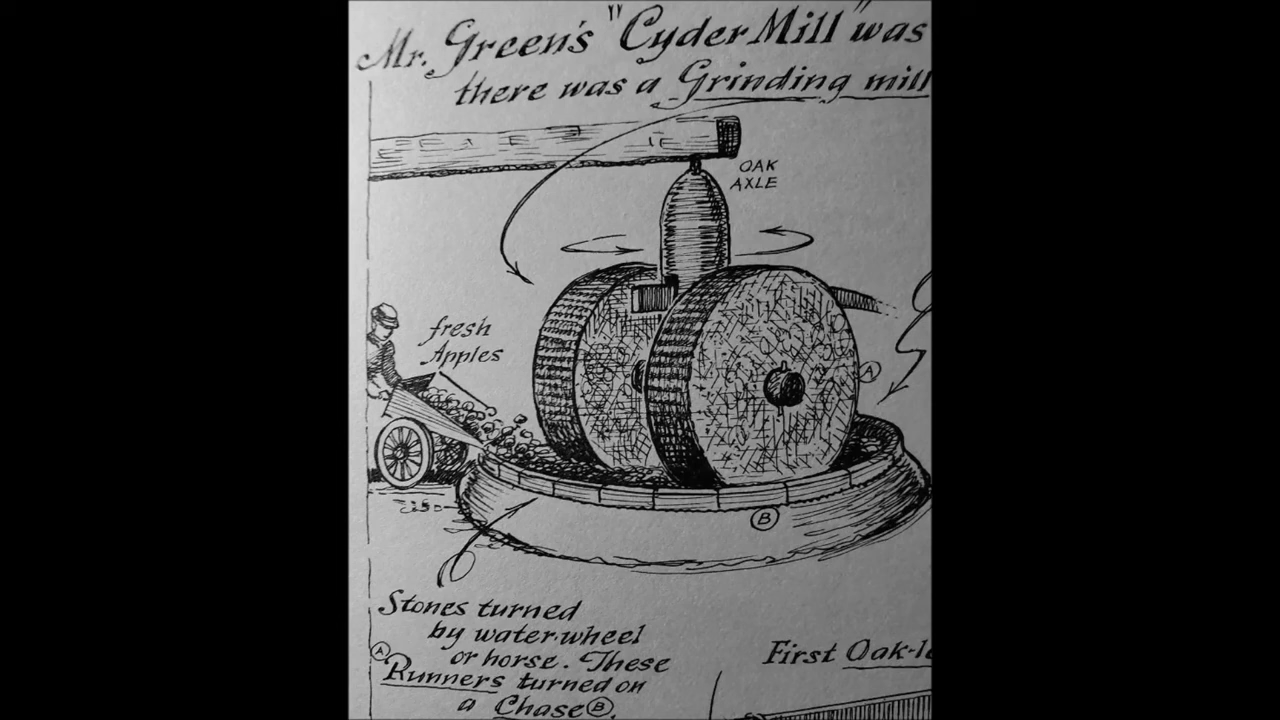 Mr. Green's "Cyder Mill" was
there was a Grinding mill
OAK
AXLE
fresh
Apples
A
B
Stones turned
by water-wheel
or horse. These
A Runners turned on
a Chase B.
First Oak-l